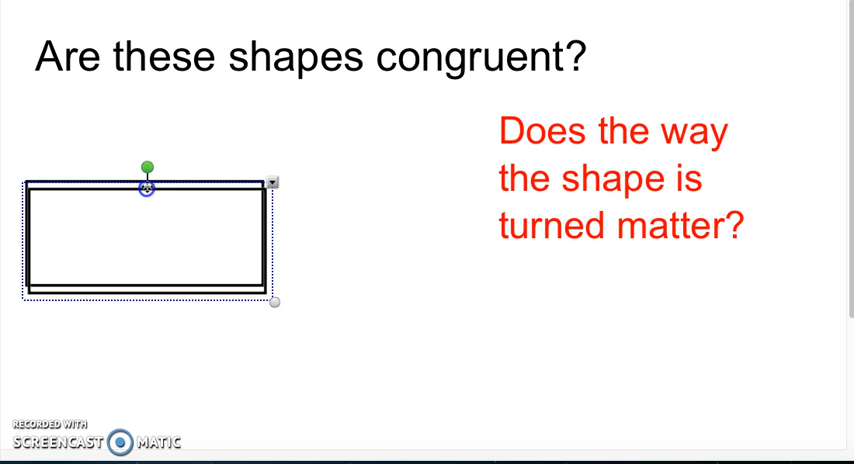 Are these shapes congruent?
Does the way
the shape is
turned matter?
RECORDED WITH
SCREENCAST MATIC